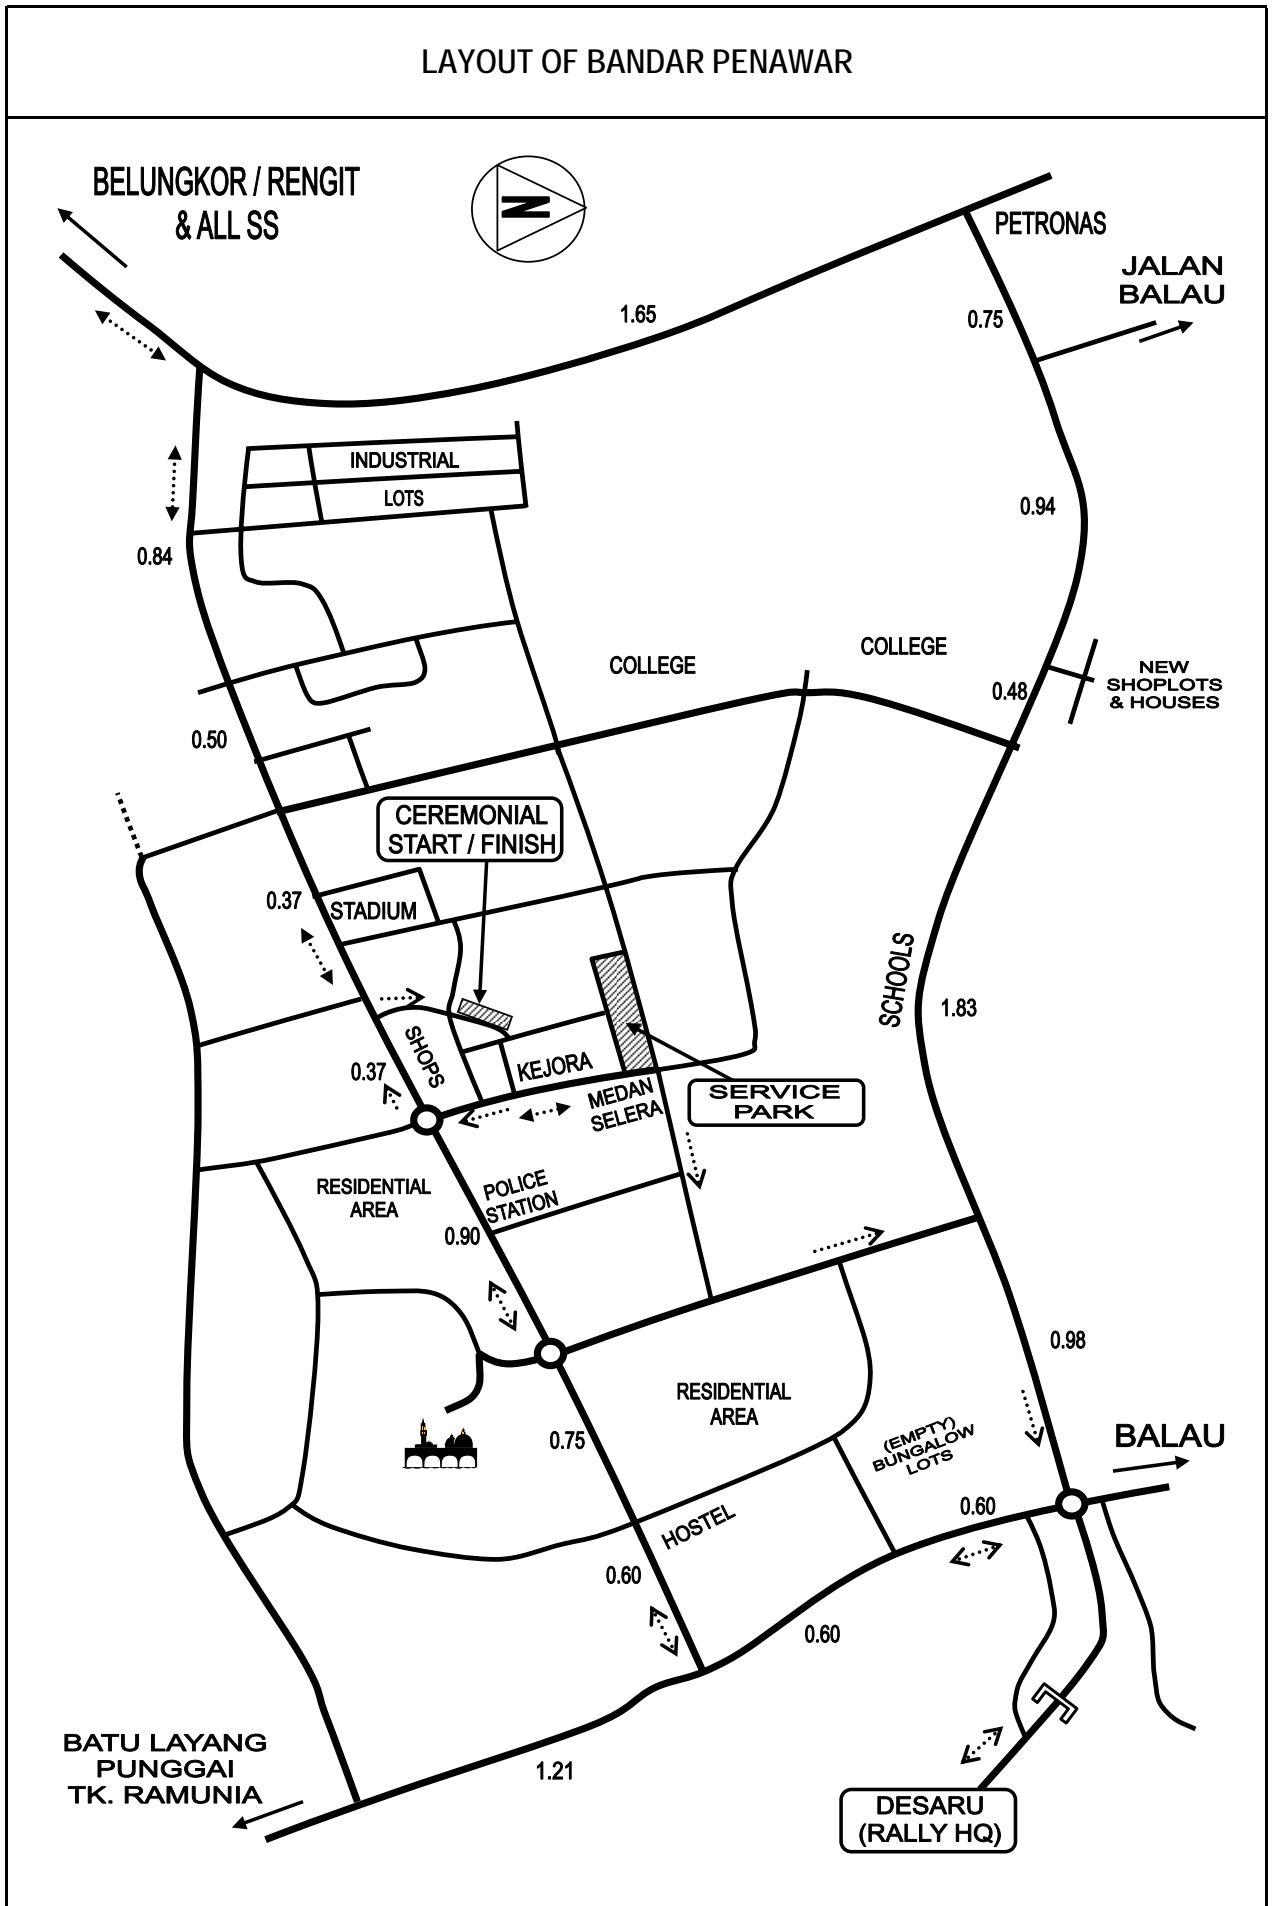 LAYOUT OF BANDAR PENAWAR
BELUNGKOR / RENGIT
& ALL SS
N
PETRONAS
JALAN
BALAU
1.65
0.75
INDUSTRIAL
LOTS
0.94
0.84
COLLEGE
COLLEGE
NEW
SHOPLOTS
& HOUSES
0.48
0.50
CEREMONIAL
START / FINISH
0.37
STADIUM
SCHOOLS
1.83
SHOPS
0.37
KEJORA
MEDAN
SELERA
SERVICE
PARK
RESIDENTIAL
AREA
POLICE
STATION
0.90
0.98
RESIDENTIAL
AREA
(EMPTY)
BUNGALOW
LOTS
BALAU
0.75
0.60
HOSTEL
0.60
0.60
BATU LAYANG
PUNGGAI
TK. RAMUNIA
1.21
DESARU
(RALLY HQ)